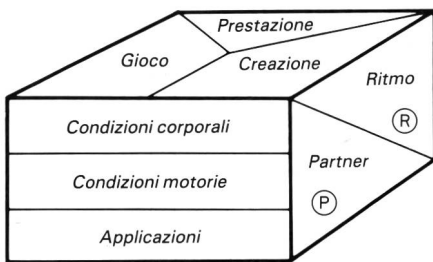 Prestazione
Gioco
Creazione
Ritmo
R
Condizioni corporali
Partner
Condizioni motorie
P
Applicazioni